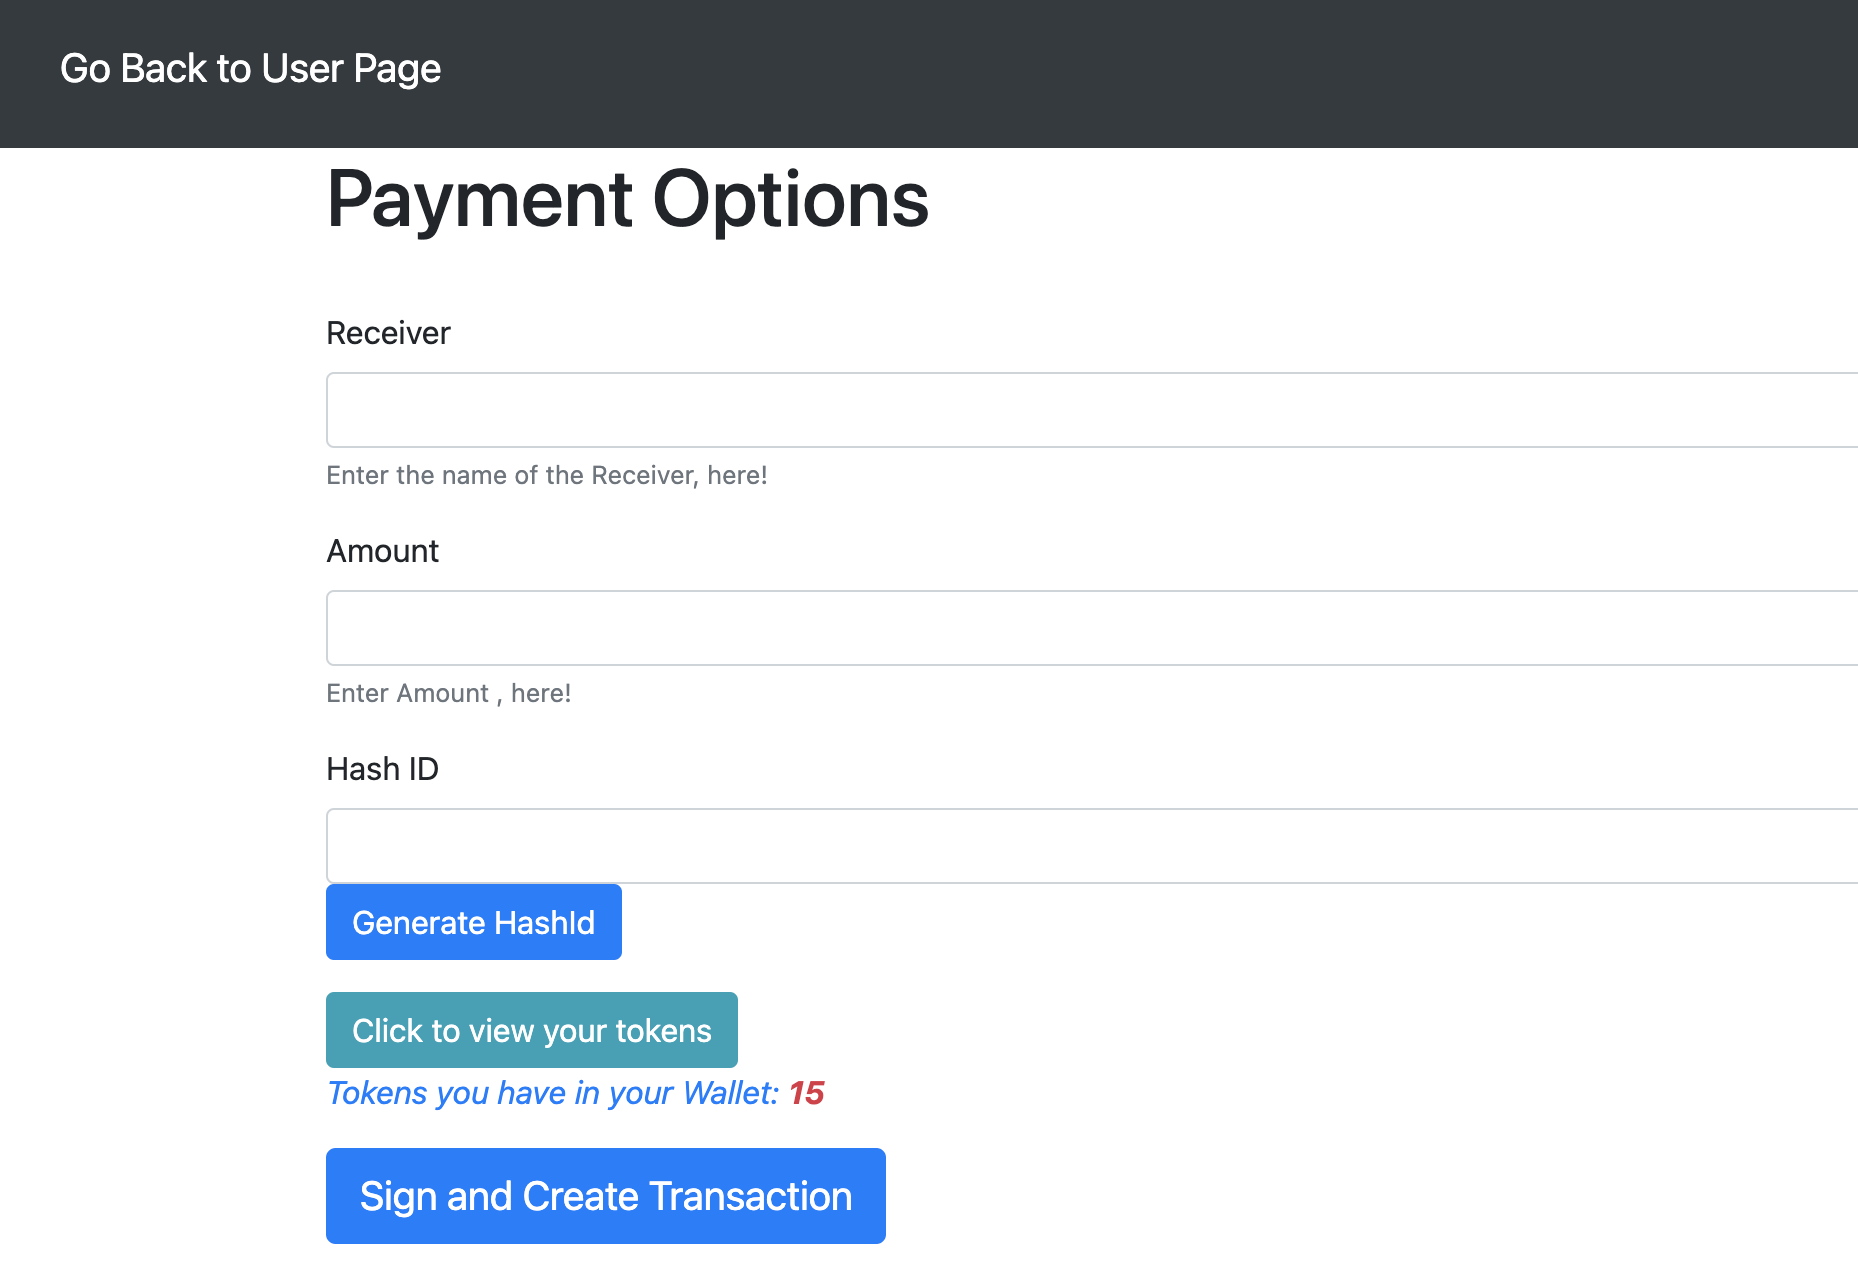 Go Back to User Page
Payment Options
Receiver
Enter the name of the Receiver, here!
Amount
Enter Amount , here!
Hash ID
Generate HashId
Click to view your tokens
Tokens you have in your Wallet: 15
Sign and Create Transaction